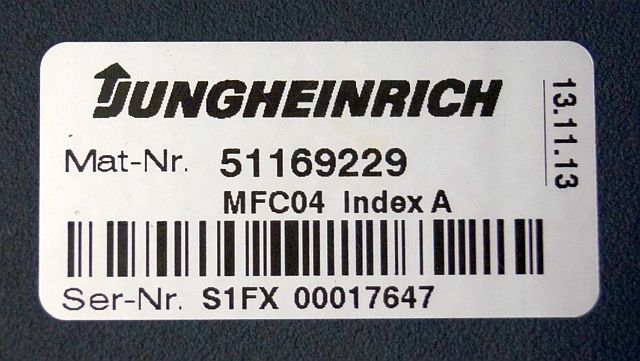 JUNGHEINRICH
Mat-Nr. 51169229
MFC04 Index A
Ser-Nr. S1FX 00017647
13.11.13